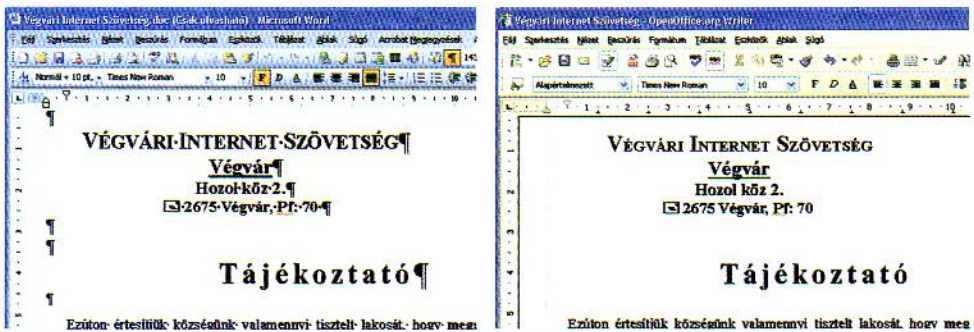 Végvári Internet Szövetség.doc (Csak olvasható) - Microsoft Word
Fájl Szerkesztés Nézet Beszúrás Formátum Eszközök Táblázat Ablak Súgó Acrobat Megjegyzések
Normál + 10 pt. Times New Roman 10 F D A
VÉGVÁRI·INTERNET·SZÖVETSÉG¶
Végvár¶
Hozol·köz·2.¶
·2675·Végvár,·Pf:·70·¶
¶
¶
Tájékoztató¶
¶
Ezúton· értesítjük· községünk· valamennyi· tisztelt· lakosát,· hogy·
Végvári Internet Szövetség - OpenOffice.org Writer
Fájl Szerkesztés Nézet Beszúrás Formátum Táblázat Eszközök Ablak Súgó
Alapértelmezett Times New Roman 10 F D A
VÉGVÁRI INTERNET SZÖVETSÉG
Végvár
Hozol köz 2.
2675 Végvár, Pf: 70
Tájékoztató
Ezúton értesítjük községünk valamennyi tisztelt lakosát, hogy